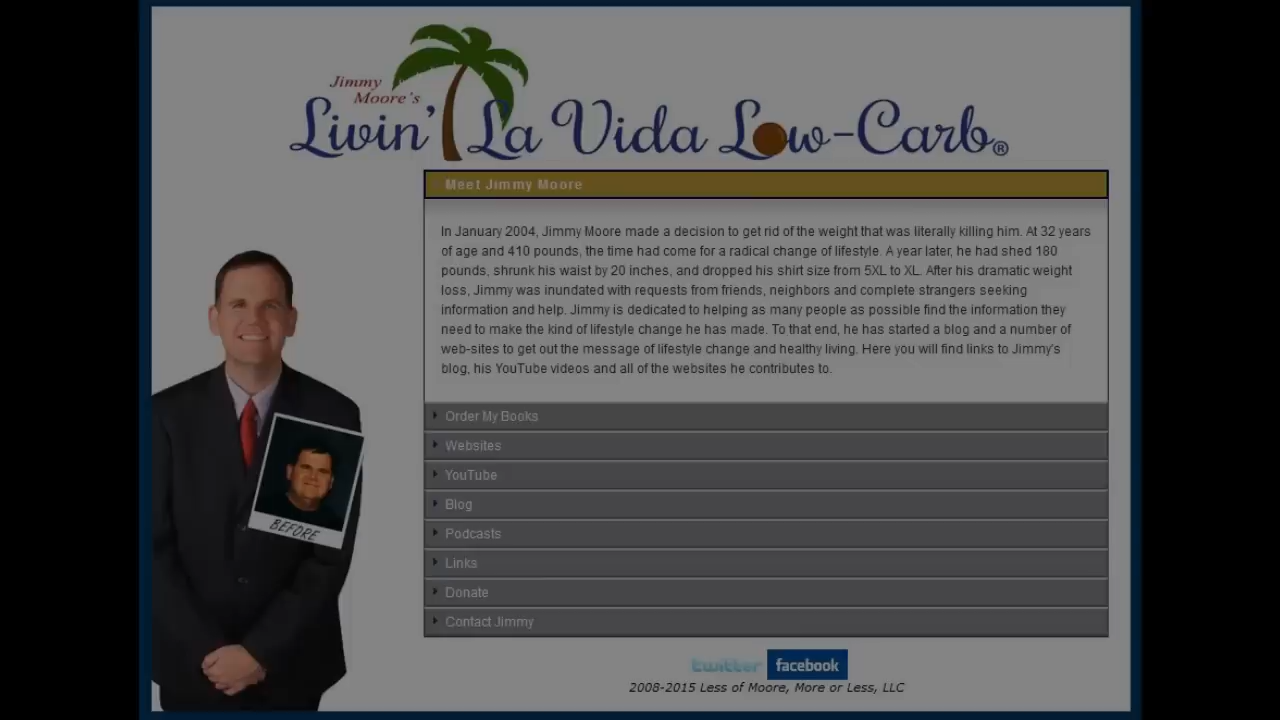 Jimmy
Moore's
Livin' La Vida Low-Carb®
Meet Jimmy Moore
In January 2004, Jimmy Moore made a decision to get rid of the weight that was literally killing him. At 32 years
of age and 410 pounds, the time had come for a radical change of lifestyle. A year later, he had shed 180
pounds, shrunk his waist by 20 inches, and dropped his shirt size from 5XL to XL. After his dramatic weight
loss, Jimmy was inundated with requests from friends, neighbors and complete strangers seeking
information and help. Jimmy is dedicated to helping as many people as possible find the information they
need to make the kind of lifestyle change he has made. To that end, he has started a blog and a number of
web-sites to get out the message of lifestyle change and healthy living. Here you will find links to Jimmy's
blog, his YouTube videos and all of the websites he contributes to.
Order My Books
Websites
YouTube
Blog
Podcasts
Links
Donate
Contact Jimmy
BEFORE
twitter facebook
2008-2015 Less of Moore, More or Less, LLC